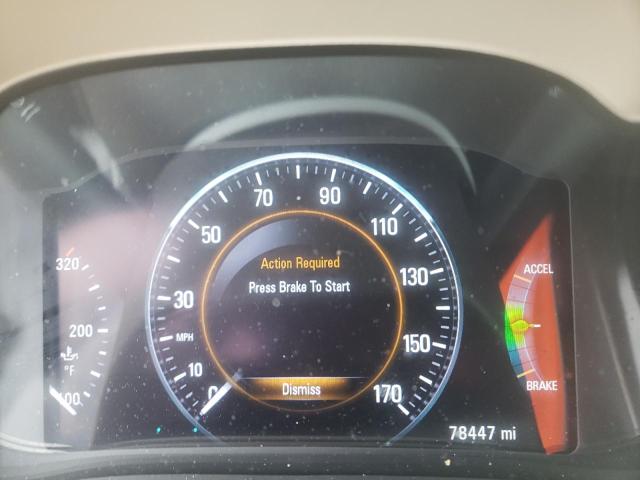 70
90
50
110
320
Action Required
ACCEL
130
Press Brake To Start
30
200
MPH
150
°F
10
Dismiss
BRAKE
100
0
170
78447 mi